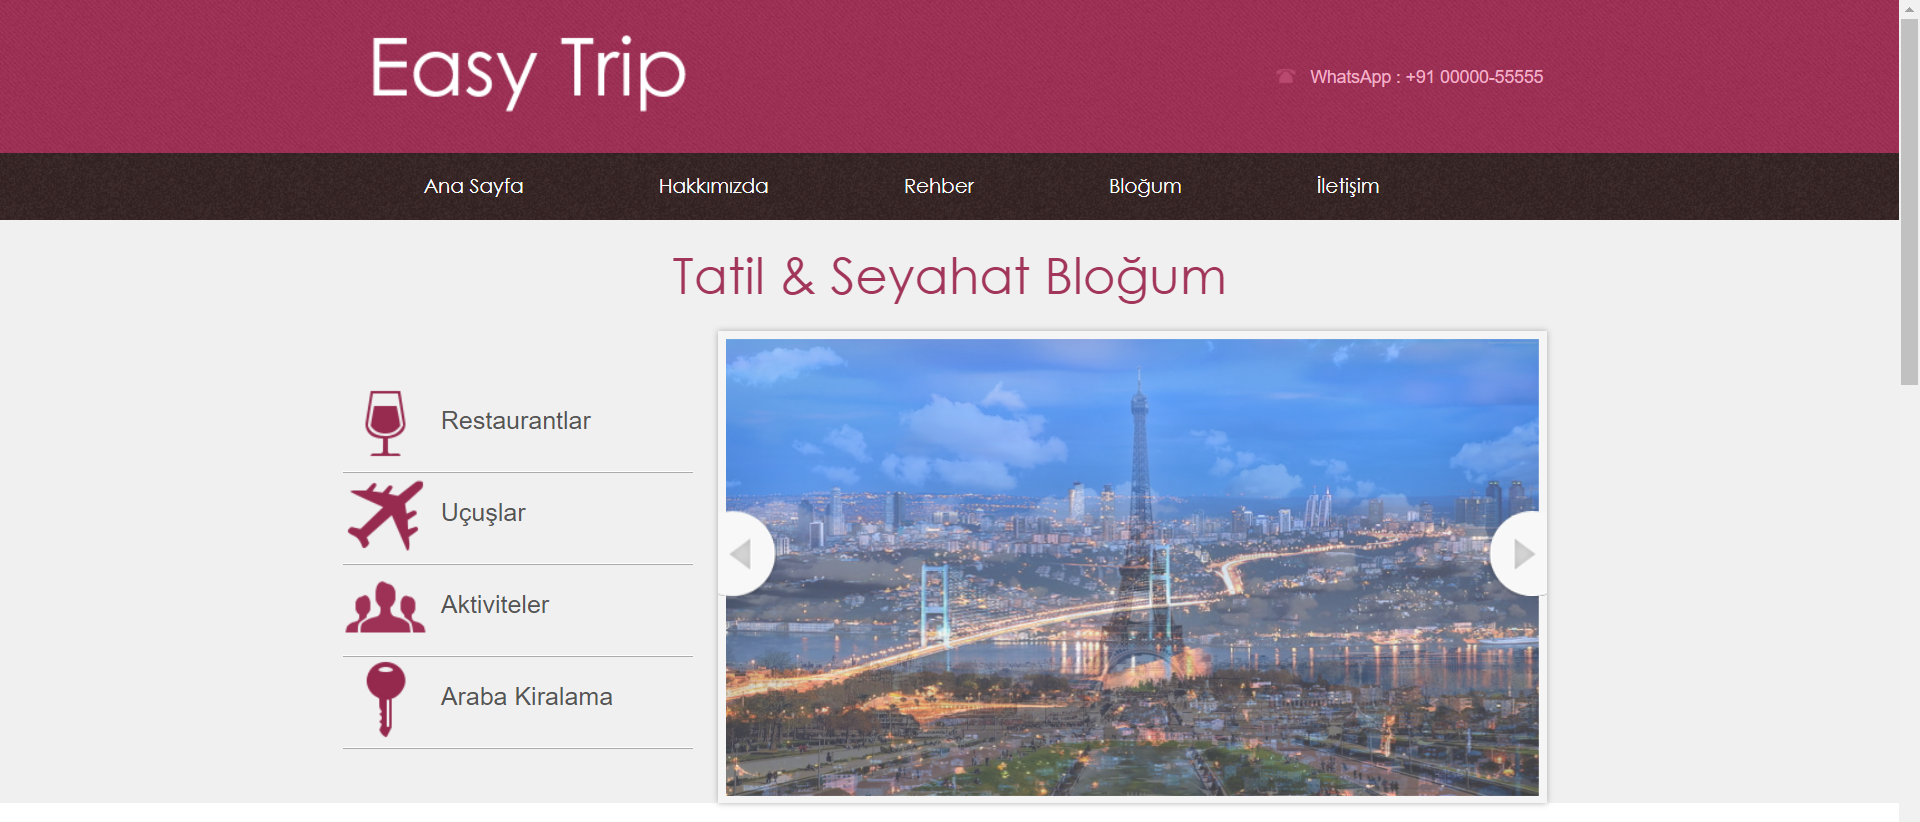 Easy Trip
WhatsApp : +91 00000-55555
Ana Sayfa
Hakkımızda
Rehber
Bloğum
İletişim
Tatil & Seyahat Bloğum
Restaurantlar
Uçuşlar
Aktiviteler
Araba Kiralama